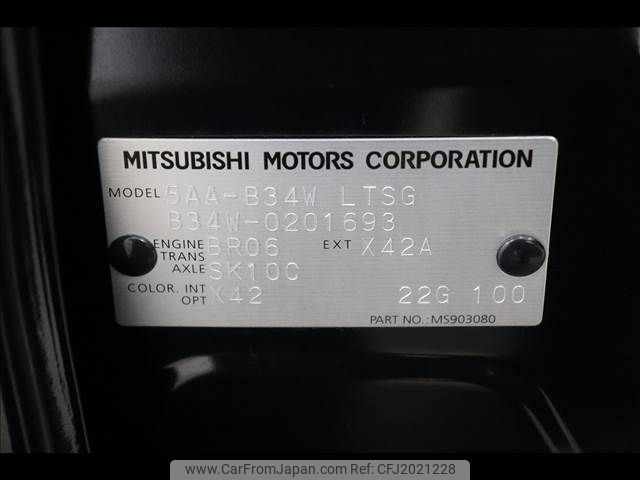 MITSUBISHI MOTORS CORPORATION
MODEL 5AA-B34W LTSG
B34W-0201693
ENGINE BR06 EXT X42A
TRANS
AXLE SK10C
COLOR. INT X42
OPT 22G 100
PART NO.: MS903080
www.CarFromJapan.com | CFJ2021228